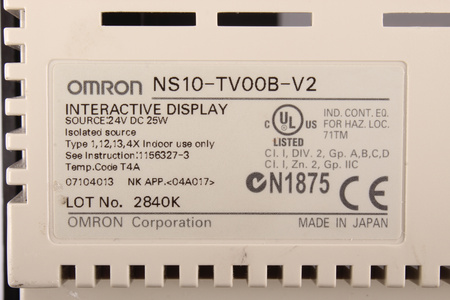 OMRON NS10-TV00B-V2
INTERACTIVE DISPLAY
SOURCE:24V DC 25W
Isolated source
Type 1,12,13,4X Indoor use only
See Instruction:1156327-3
Temp.Code T4A
07104013 NK APP.<04A017>
LOT No. 2840K
OMRON Corporation
c UL US
LISTED
IND. CONT. EQ.
FOR HAZ. LOC.
71TM
Cl. I, DIV. 2, Gp. A,B,C,D
Cl. I, Zn. 2, Gp. IIC
N1875 CE
MADE IN JAPAN